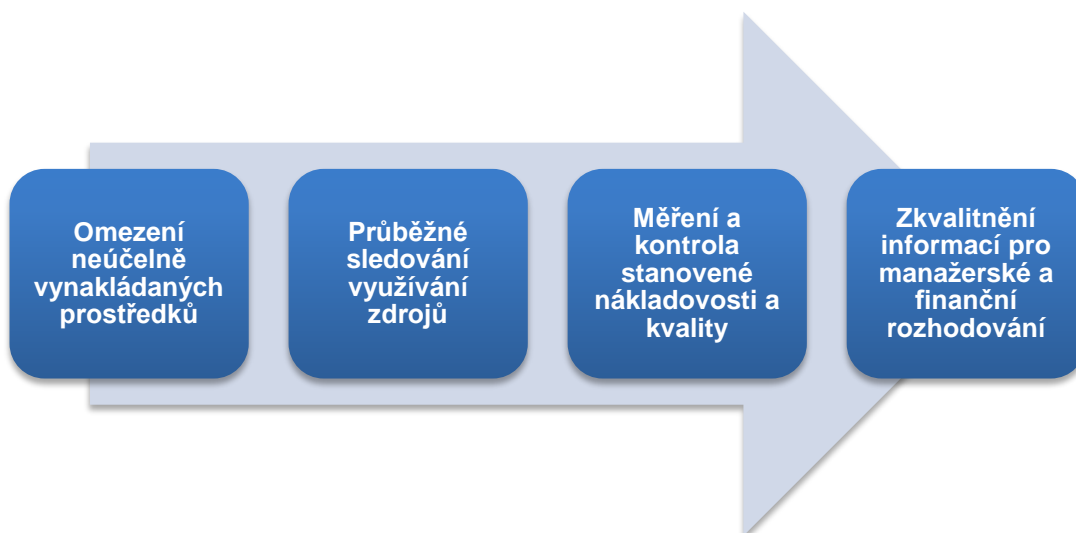 Omezení
neúčelně
vynakládaných
prostředků
Průběžné
sledování
využívání
zdrojů
Měření a
kontrola
stanovené
nákladovosti a
kvality
Zkvalitnění
informací pro
manažerské a
finanční
rozhodování